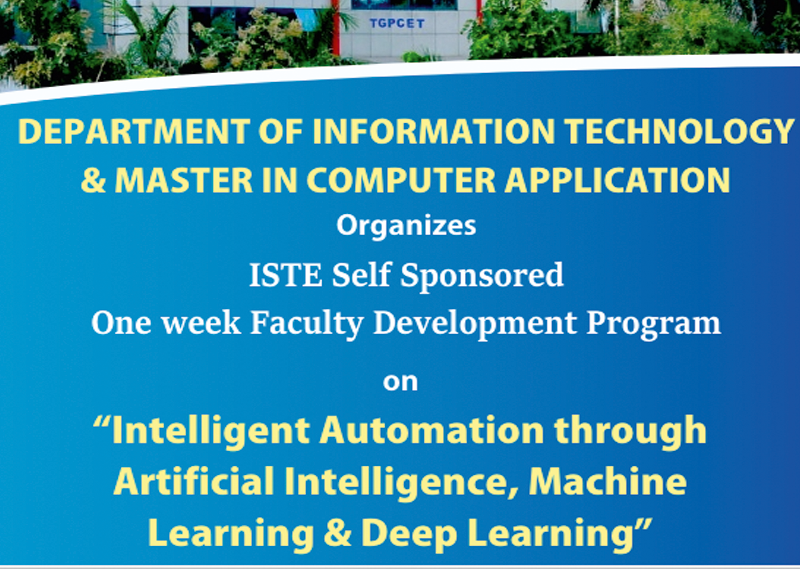 TGPCET
DEPARTMENT OF INFORMATION TECHNOLOGY
& MASTER IN COMPUTER APPLICATION
Organizes
ISTE Self Sponsored
One week Faculty Development Program
on
“Intelligent Automation through
Artificial Intelligence, Machine
Learning & Deep Learning”